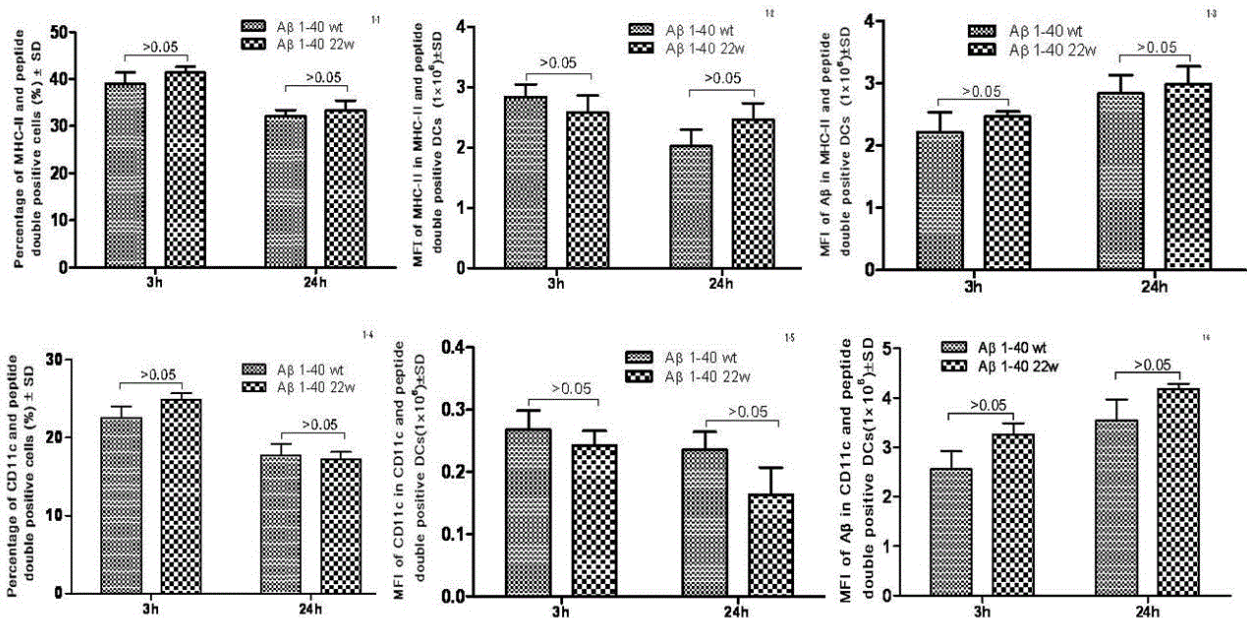 1-1
Aβ 1-40 wt
Aβ 1-40 22w
Percentage of MHC-II and peptide
double positive cells (%) ± SD
50
40
30
20
10
0
>0.05
>0.05
3h
24h
1-2
Aβ 1-40 wt
Aβ 1-40 22w
MFI of MHC-II in MHC-II and peptide
double positive DCs (1×10⁶)±SD
4
3
2
1
0
>0.05
>0.05
3h
24h
1-3
Aβ 1-40 wt
Aβ 1-40 22w
MFI of Aβ in MHC-II and peptide
double positive DCs (1×10⁶)±SD
4
3
2
1
0
>0.05
>0.05
3h
24h
1-4
Aβ 1-40 wt
Aβ 1-40 22w
Percentage of CD11c and peptide
double positive cells (%) ± SD
30
20
10
0
>0.05
>0.05
3h
24h
1-5
Aβ 1-40 wt
Aβ 1-40 22w
MFI of CD11c in CD11c and peptide
double positive DCs(1×10⁶)±SD
0.4
0.3
0.2
0.1
0.0
>0.05
>0.05
3h
24h
1-6
Aβ 1-40 wt
Aβ 1-40 22w
MFI of Aβ in CD11c and peptide
double positive DCs(1×10⁶)±SD
5
4
3
2
1
0
>0.05
>0.05
3h
24h